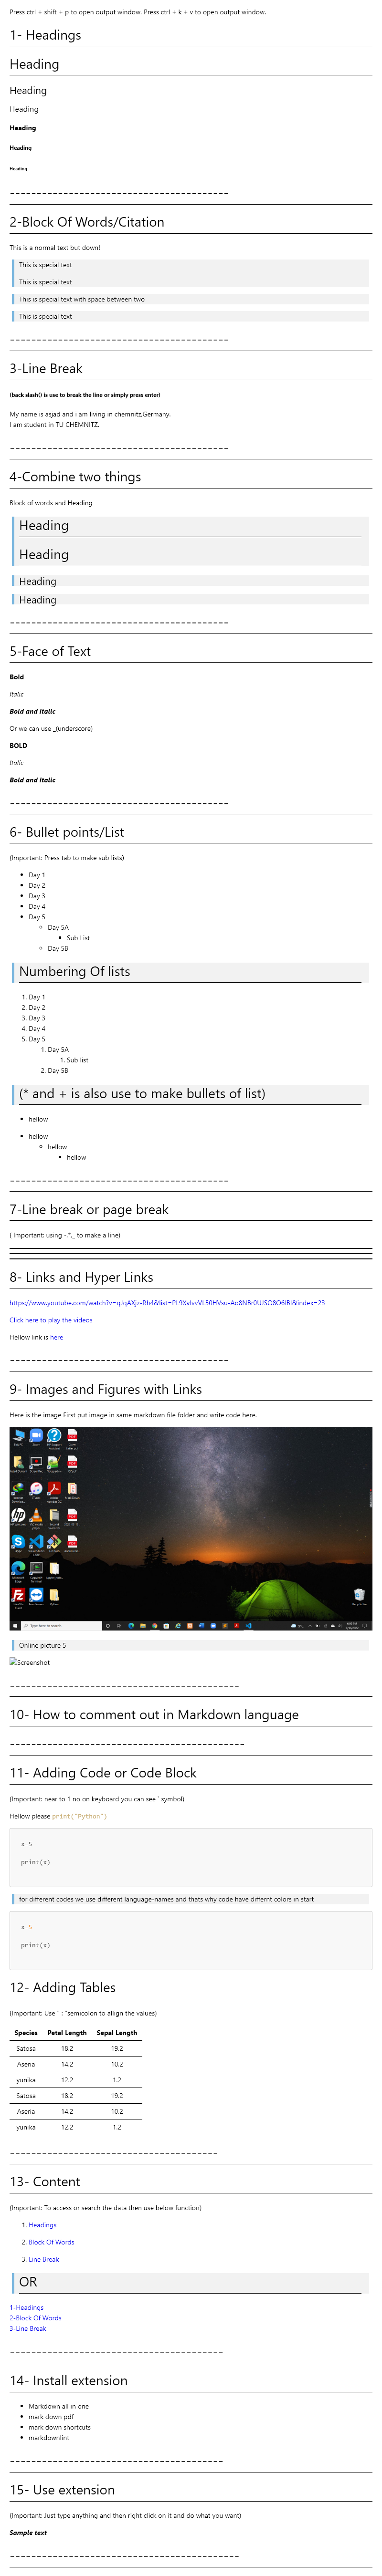 Press ctrl + shift + p to open output window. Press ctrl + k + v to open output window.
1- Headings
Heading
Heading
Heading
Heading
Heading
Heading
2-Block Of Words/Citation
This is a normal text but down!
This is special text
This is special text
This is special text with space between two
This is special text
3-Line Break
(back slash(\) is use to break the line or simply press enter)
My name is asjad and i am living in chemnitz,Germany.
I am student in TU CHEMNITZ.
4-Combine two things
Block of words and Heading
Heading
Heading
Heading
Heading
5-Face of Text
Bold
Italic
Bold and Italic
Or we can use _(underscore)
BOLD
Italic
Bold and Italic
6- Bullet points/List
(Important: Press tab to make sub lists)
Day 1
Day 2
Day 3
Day 4
Day 5
Day 5A
Sub List
Day 5B
Numbering Of lists
1. Day 1
2. Day 2
3. Day 3
4. Day 4
5. Day 5
1. Day 5A
1. Sub list
2. Day 5B
(* and + is also use to make bullets of list)
hellow
hellow
hellow
hellow
7-Line break or page break
( Important: using -,*,_ to make a line)
8- Links and Hyper Links
Click here to play the videos
Hellow link is here
9- Images and Figures with Links
Here is the image First put image in same markdown file folder and write code here.
Online picture 5
Screenshot
10- How to comment out in Markdown language
11- Adding Code or Code Block
(Important: near to 1 no on keyboard you can see ` symbol)
Hellow please print("Python")
x=5
print(x)
for different codes we use different language-names and thats why code have differnt colors in start
x=5
print(x)
12- Adding Tables
(Important: Use " : "semicolon to allign the values)
Species Petal Length Sepal Length
Satosa 18.2 19.2
Aseria 14.2 10.2
yunika 12.2 1.2
Satosa 18.2 19.2
Aseria 14.2 10.2
yunika 12.2 1.2
13- Content
(Important: To access or search the data then use below function)
1. Headings
2. Block Of Words
3. Line Break
OR
1-Headings
2-Block Of Words
3-Line Break
14- Install extension
Markdown all in one
mark down pdf
mark down shortcuts
markdownlint
15- Use extension
(Important: Just type anything and then right click on it and do what you want)
Sample text